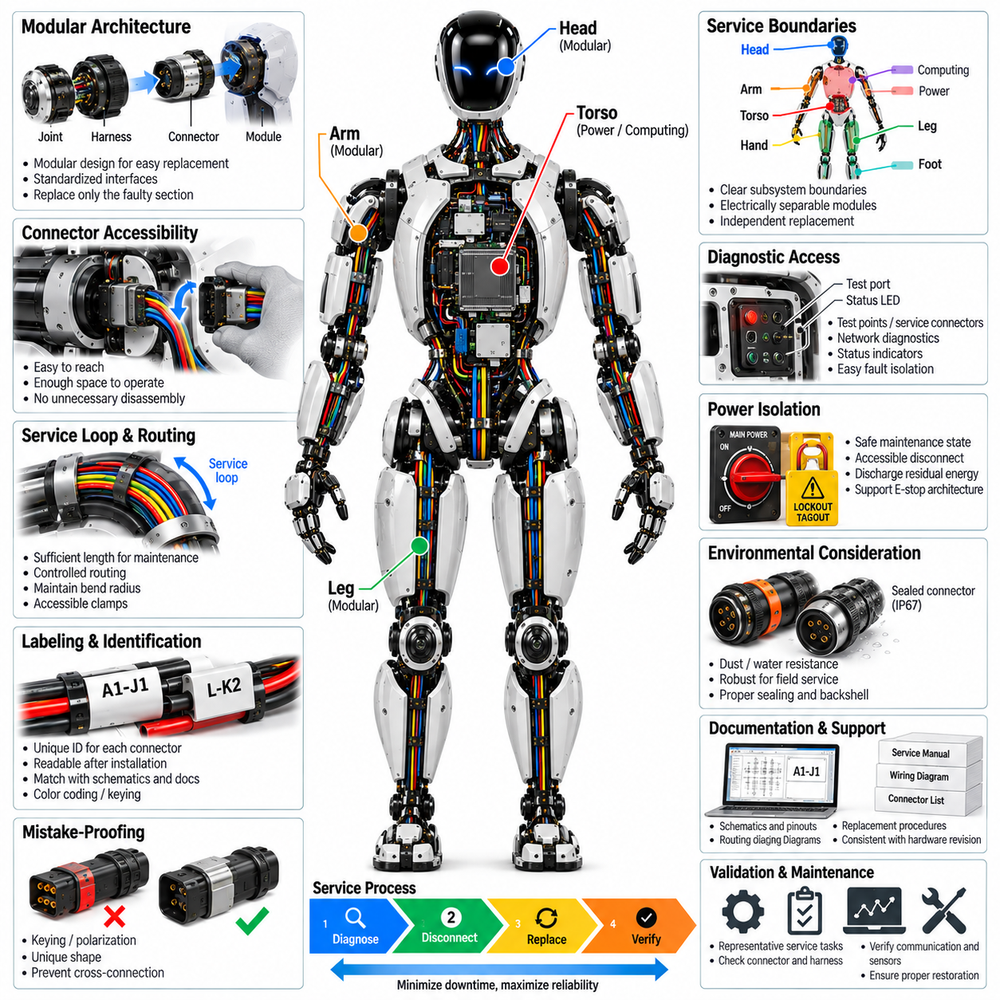 Modular Architecture
Joint
Harness
Connector
Module
• Modular design for easy replacement
• Standardized interfaces
• Replace only the faulty section
Connector Accessibility
• Easy to reach
• Enough space to operate
• No unnecessary disassembly
Service Loop & Routing
Service
loop
• Sufficient length for maintenance
• Controlled routing
• Maintain bend radius
• Accessible clamps
Labeling & Identification
A1-J1
L-K2
• Unique ID for each connector
• Readable after installation
• Match with schematics and docs
• Color coding / keying
Mistake-Proofing
• Keying / polarization
• Unique shape
• Prevent cross-connection
Head
(Modular)
Torso
(Power / Computing)
Arm
(Modular)
Leg
(Modular)
Service Process
1
Diagnose
2
2
Disconnect
3
Replace
4
Verify
Minimize downtime, maximize reliability
Service Boundaries
Head
Computing
Arm
Power
Torso
Leg
Hand
Foot
• Clear subsystem boundaries
• Electrically separable modules
• Independent replacement
Diagnostic Access
Test port
Status LED
• Test points / service connectors
• Network diagnostics
• Status indicators
• Easy fault isolation
Power Isolation
MAIN POWER
ON
OFF
LOCKOUT
TAGOUT
• Safe maintenance state
• Accessible disconnect
• Discharge residual energy
• Support E-stop architecture
Environmental Consideration
Sealed connector
(IP67)
• Dust / water resistance
• Robust for field service
• Proper sealing and backshell
Documentation & Support
A1-J1
Service Manual
Wiring Diagram
Connector List
• Schematics and pinouts
• Routing diaging Diagrams
• Replacement procedures
• Consistent with hardware revision
Validation & Maintenance
• Representative service tasks
• Check connector and harness
• Verify communication and
sensors
• Ensure proper restoration